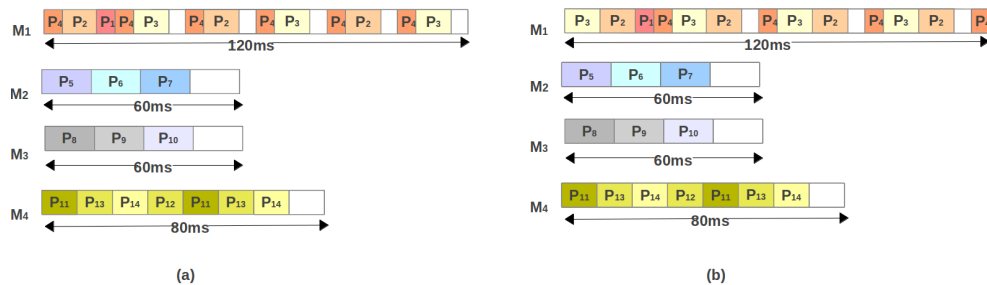 M₁ P₄ P₂ P₁ P₄ P₃ P₄ P₂ P₄ P₃ P₄ P₂ P₄ P₃
120ms
M₂ P₅ P₆ P₇
60ms
M₃ P₈ P₉ P₁₀
60ms
M₄ P₁₁ P₁₃ P₁₄ P₁₂ P₁₁ P₁₃ P₁₄
80ms
(a)
M₁ P₃ P₂ P₁ P₄ P₃ P₂ P₄ P₃ P₂ P₄ P₃ P₂ P₄
120ms
M₂ P₅ P₆ P₇
60ms
M₃ P₈ P₉ P₁₀
60ms
M₄ P₁₁ P₁₃ P₁₄ P₁₂ P₁₁ P₁₃ P₁₄
80ms
(b)